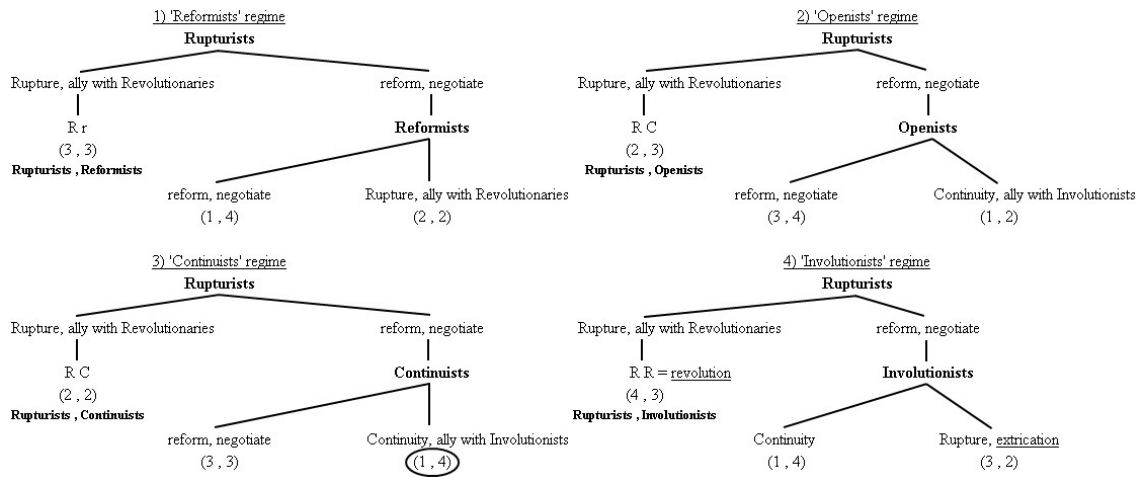 1) 'Reformists' regime
Rupturists
Rupture, ally with Revolutionaries
reform, negotiate
R r
(3 , 3)
Rupturists , Reformists
Reformists
reform, negotiate
Rupture, ally with Revolutionaries
(1 , 4)
(2 , 2)
2) 'Openists' regime
Rupturists
Rupture, ally with Revolutionaries
reform, negotiate
R C
(2 , 3)
Rupturists , Openists
Openists
reform, negotiate
Continuity, ally with Involutionists
(3 , 4)
(1 , 2)
3) 'Continuists' regime
Rupturists
Rupture, ally with Revolutionaries
reform, negotiate
R C
(2 , 2)
Rupturists , Continuists
Continuists
reform, negotiate
Continuity, ally with Involutionists
(3 , 3)
(1 , 4)
4) 'Involutionists' regime
Rupturists
Rupture, ally with Revolutionaries
reform, negotiate
R R = revolution
(4 , 3)
Rupturists , Involutionists
Involutionists
Continuity
Rupture, extrication
(1 , 4)
(3 , 2)